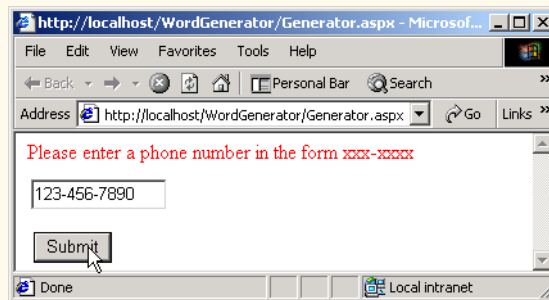 http://localhost/WordGenerator/Generator.aspx - Microsof...
File Edit View Favorites Tools Help
Back Personal Bar Search »
Address http://localhost/WordGenerator/Generator.aspx Go Links »
Please enter a phone number in the form xxx-xxxx
123-456-7890
Submit
Done Local intranet